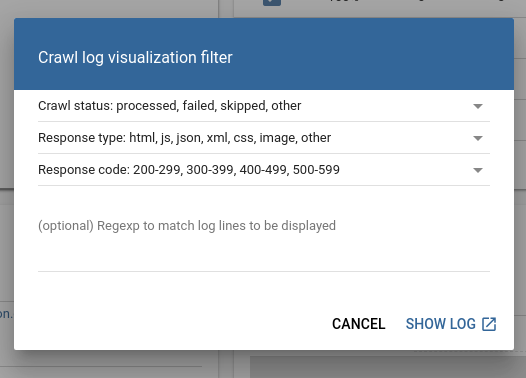 Crawl log visualization filter
Crawl status: processed, failed, skipped, other
Response type: html, js, json, xml, css, image, other
Response code: 200-299, 300-399, 400-499, 500-599
(optional) Regexp to match log lines to be displayed
on.
CANCEL SHOW LOG